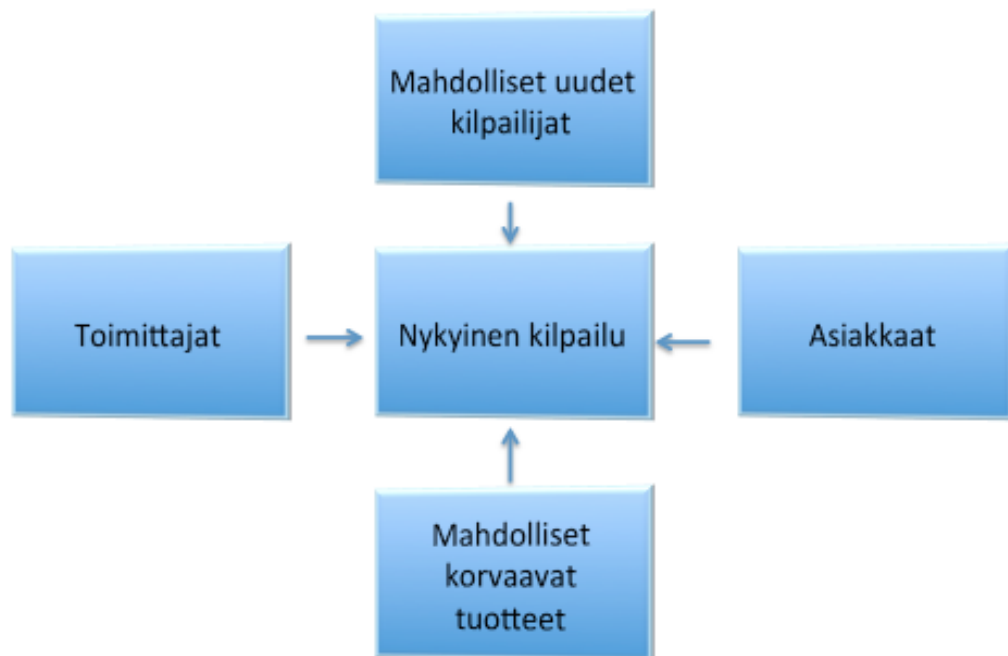 Mahdolliset uudet
kilpailijat
Toimittajat
Nykyinen kilpailu
Asiakkaat
Mahdolliset
korvaavat
tuotteet